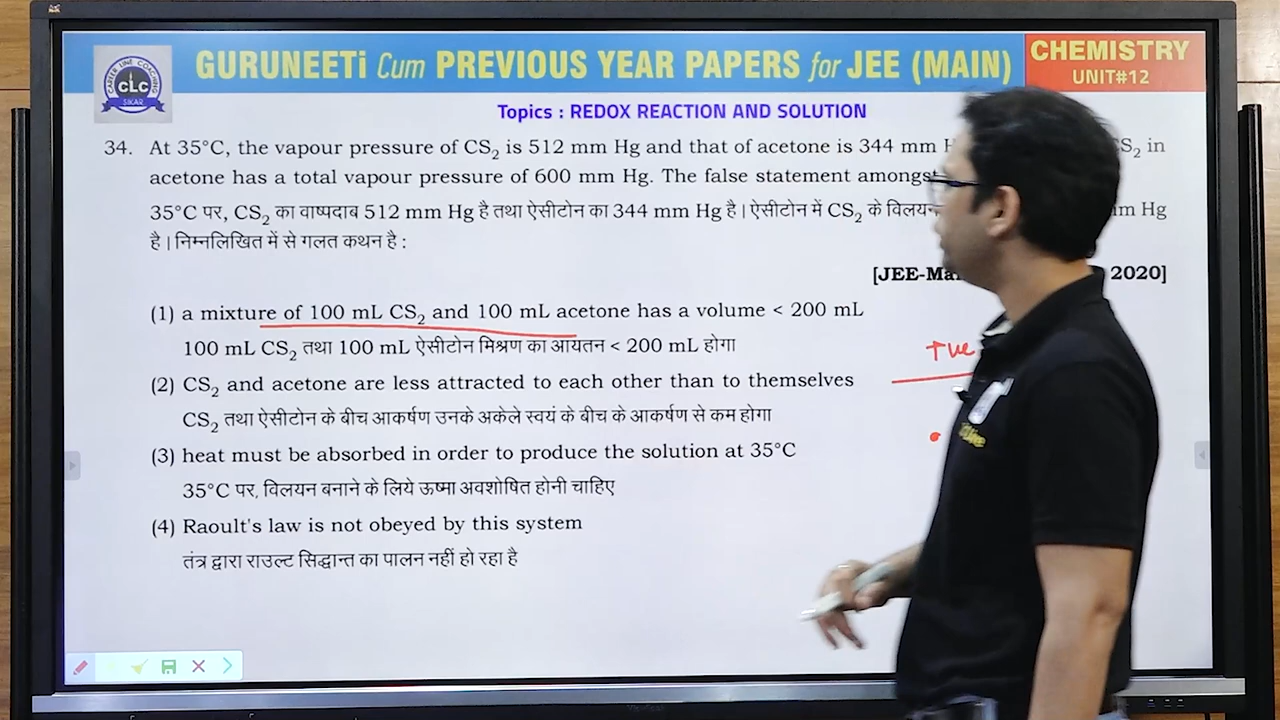 GURUNEETi Cum PREVIOUS YEAR PAPERS for JEE (MAIN)
CHEMISTRY
UNIT#12
CLC
SIKAR
Topics : REDOX REACTION AND SOLUTION
34. At 35°C, the vapour pressure of CS₂ is 512 mm Hg and that of acetone is 344 mm in
acetone has a total vapour pressure of 600 mm Hg. The false statement amongst
35°C पर, CS₂ का वाष्पदाब 512 mm Hg है तथा ऐसीटोन का 344 mm Hg है। ऐसीटोन में CS₂ के Hg
है। निम्नलिखित में से गलत कथन है :
2020]
(1) a mixture of 100 mL CS₂ and 100 mL acetone has a volume < 200 mL
100 mL CS₂ तथा 100 mL ऐसीटोन मिश्रण का आयतन < 200 mL होगा
+ve
(2) CS₂ and acetone are less attracted to each other than to themselves
CS₂ तथा ऐसीटोन के बीच आकर्षण उनके अकेले स्वयं के बीच के आकर्षण से कम होगा
(3) heat must be absorbed in order to produce the solution at 35°C
35°C पर, विलयन बनाने के लिये ऊष्मा अवशोषित होनी चाहिए
(4) Raoult's law is not obeyed by this system
तंत्र द्वारा राउल्ट सिद्धान्त का पालन नहीं हो रहा है